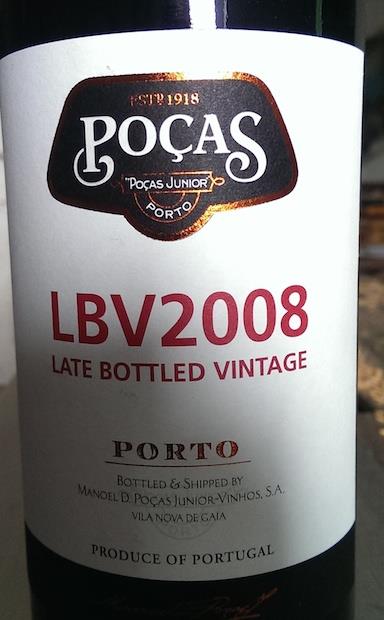 ESTD 1918
POÇAS
"POÇAS JUNIOR"
PORTO
LBV2008
LATE BOTTLED VINTAGE
PORTO
BOTTLED & SHIPPED BY
MANOEL D. POÇAS JUNIOR-VINHOS, S.A.
VILA NOVA DE GAIA
PRODUCE OF PORTUGAL